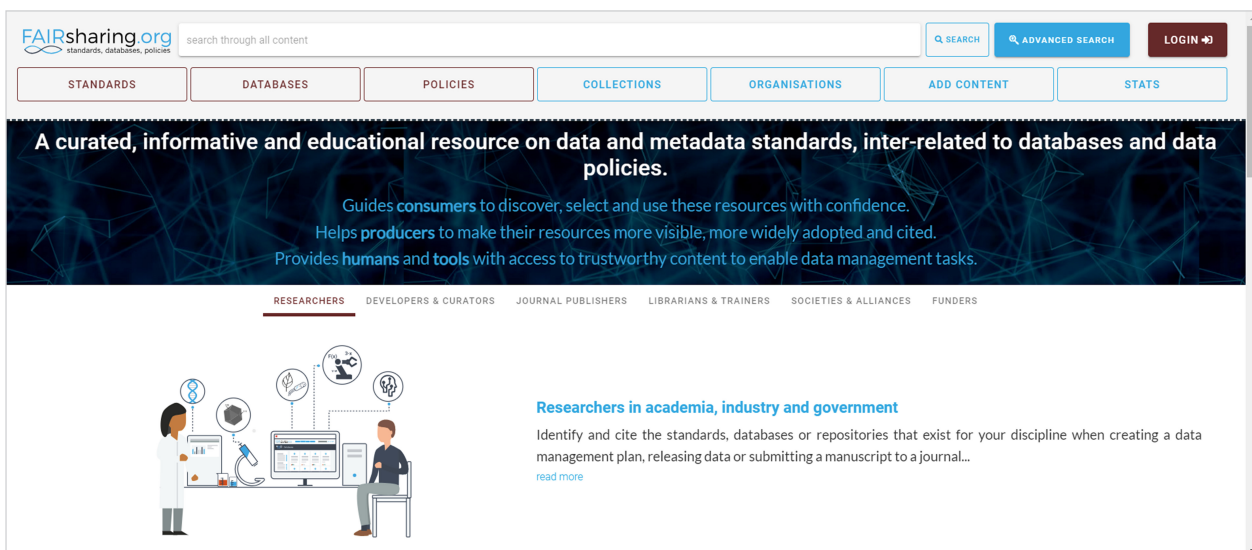 FAIRsharing.org
standards, databases, policies
search through all content
SEARCH
ADVANCED SEARCH
LOGIN
STANDARDS
DATABASES
POLICIES
COLLECTIONS
ORGANISATIONS
ADD CONTENT
STATS
A curated, informative and educational resource on data and metadata standards, inter-related to databases and data
policies.
Guides consumers to discover, select and use these resources with confidence.
Helps producers to make their resources more visible, more widely adopted and cited.
Provides humans and tools with access to trustworthy content to enable data management tasks.
RESEARCHERS
DEVELOPERS & CURATORS
JOURNAL PUBLISHERS
LIBRARIANS & TRAINERS
SOCIETIES & ALLIANCES
FUNDERS
Researchers in academia, industry and government
Identify and cite the standards, databases or repositories that exist for your discipline when creating a data
management plan, releasing data or submitting a manuscript to a journal...
read more